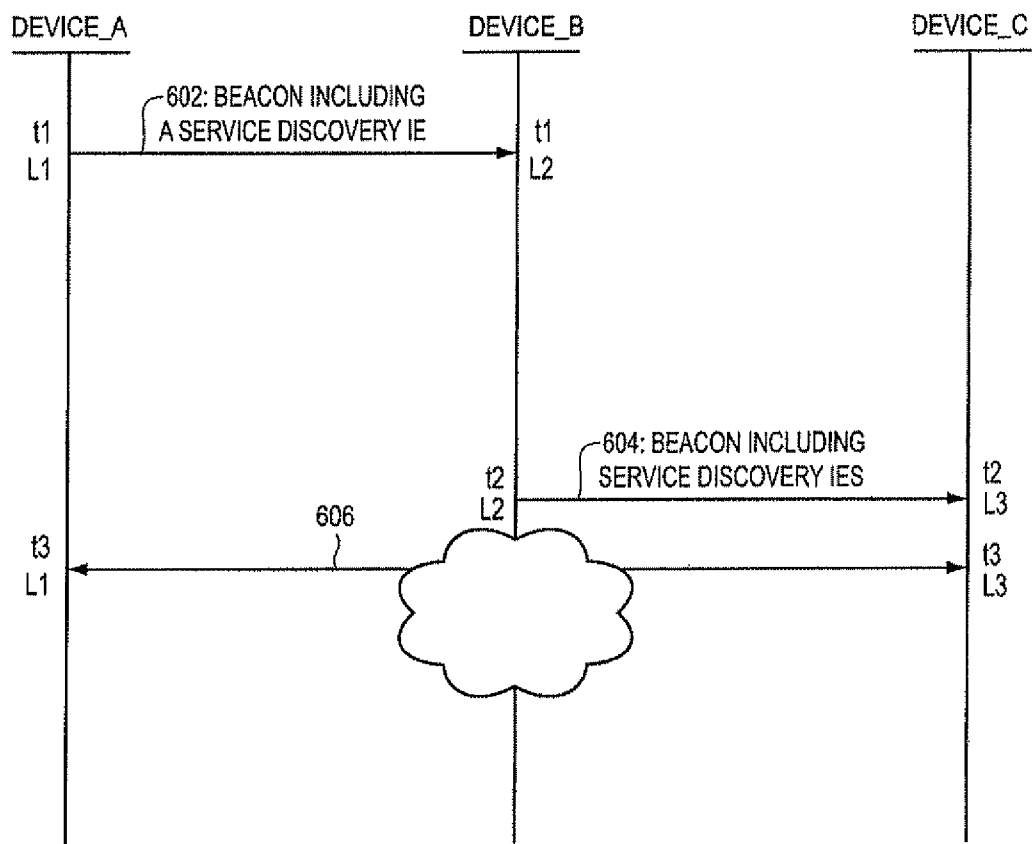 DEVICE_A
DEVICE_B
DEVICE_C
602: BEACON INCLUDING
A SERVICE DISCOVERY IE
t1
L1
t1
L2
604: BEACON INCLUDING
SERVICE DISCOVERY IES
t2
L2
t2
L3
606
t3
L1
t3
L3